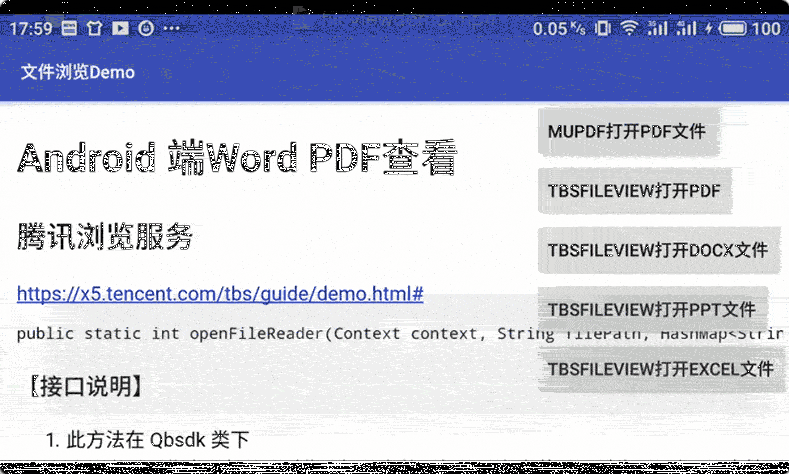 17:59 0.05 K/s 100
文件浏览Demo
Android 端Word PDF查看
腾讯浏览服务
https://x5.tencent.com/tbs/guide/demo.html#
public static int openFileReader(Context context, String filePath, HashMap<Strin
【接口说明】
1. 此方法在 Qbsdk 类下
MUPDF打开PDF文件
TBSFILEVIEW打开PDF
TBSFILEVIEW打开DOCX文件
TBSFILEVIEW打开PPT文件
TBSFILEVIEW打开EXCEL文件